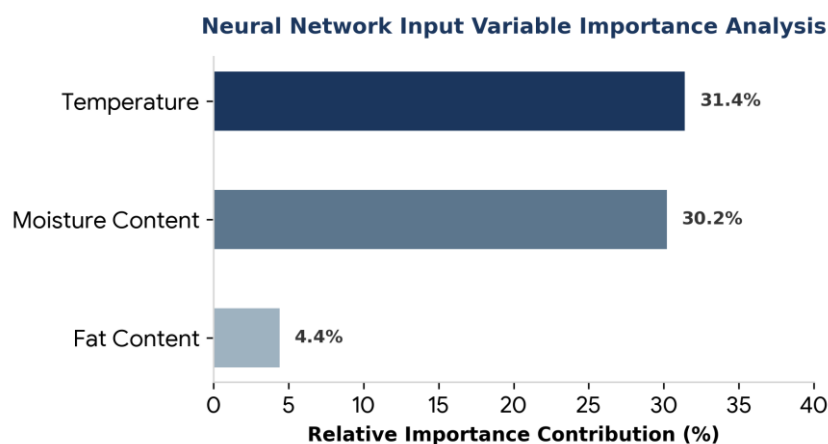 Neural Network Input Variable Importance Analysis
Temperature
31.4%
Moisture Content
30.2%
Fat Content
4.4%
0 5 10 15 20 25 30 35 40
Relative Importance Contribution (%)